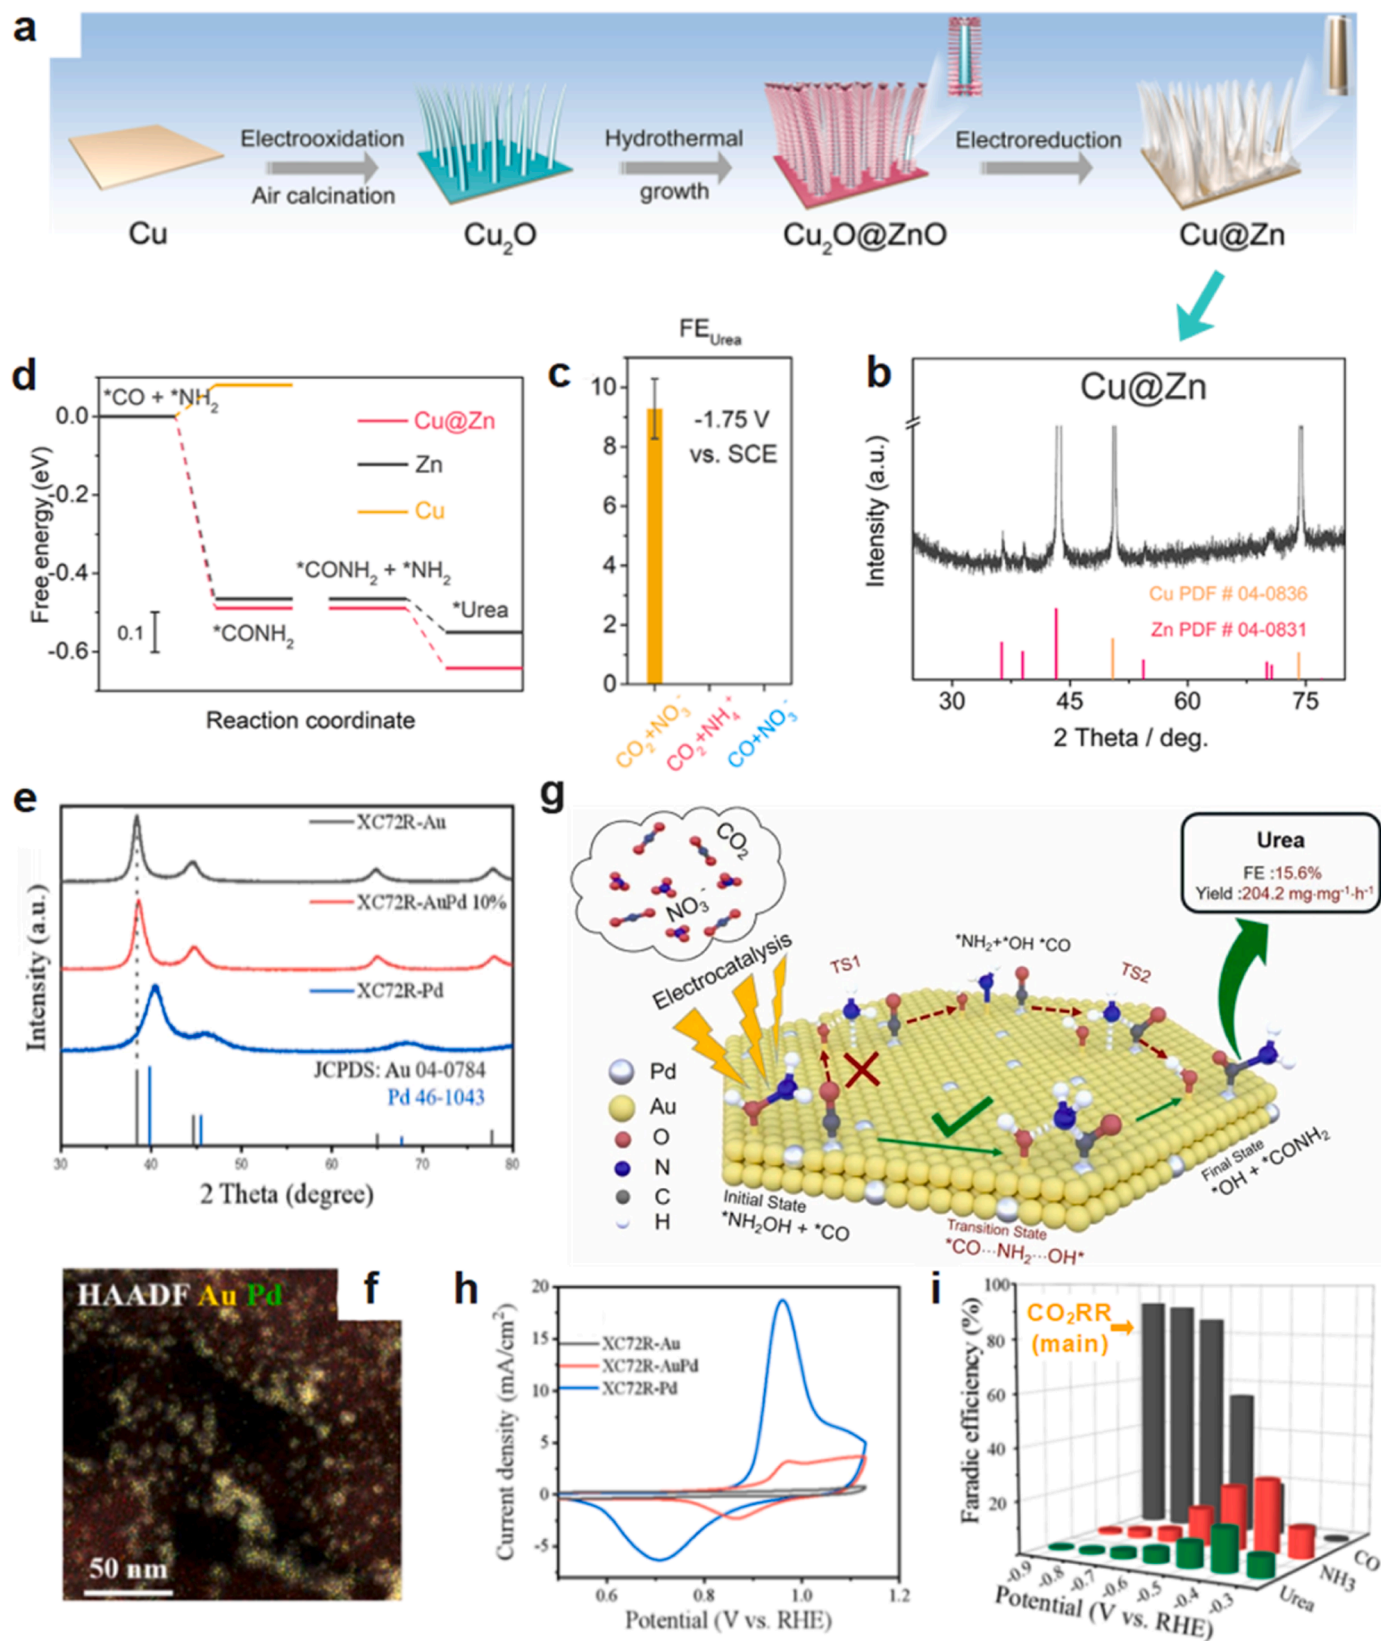 a
Electrooxidation
Air calcination
Hydrothermal
growth
Electroreduction
Cu
Cu₂O
Cu₂O@ZnO
Cu@Zn
d
*CO + *NH₂
0.0
-0.2
-0.4
-0.6
Free energy (eV)
Cu@Zn
Zn
Cu
*CONH₂ + *NH₂
*Urea
*CONH₂
0.1
Reaction coordinate
c
FE_Urea
10
8
6
4
2
0
-1.75 V
vs. SCE
CO₂+NO₃⁻
CO₂+NH₄⁺
CO+NO₃⁻
b
Cu@Zn
Intensity (a.u.)
Cu PDF # 04-0836
Zn PDF # 04-0831
30 45 60 75
2 Theta / deg.
e
XC72R-Au
XC72R-AuPd 10%
XC72R-Pd
JCPDS: Au 04-0784
Pd 46-1043
Intensity (a.u.)
30 40 50 60 70 80
2 Theta (degree)
g
CO₂
NO₃⁻
Electrocatalysis
Urea
FE :15.6%
Yield :204.2 mg·mg⁻¹·h⁻¹
TS1
*NH₂+*OH *CO
TS2
Pd
Au
O
N
C
H
Initial State
*NH₂OH + *CO
Transition State
*CO···NH₂···OH*
Final State
*OH + *CONH₂
HAADF Au Pd
f
50 nm
h
20
15
10
5
0
-5
Current density (mA/cm²)
XC72R-Au
XC72R-AuPd
XC72R-Pd
0.6 0.8 1.0 1.2
Potential (V vs. RHE)
i
CO₂RR
(main)
100
80
60
40
20
Faradic efficiency (%)
-0.9 -0.8 -0.7 -0.6 -0.5 -0.4 -0.3
Potential (V vs. RHE)
Urea
NH₃
CO